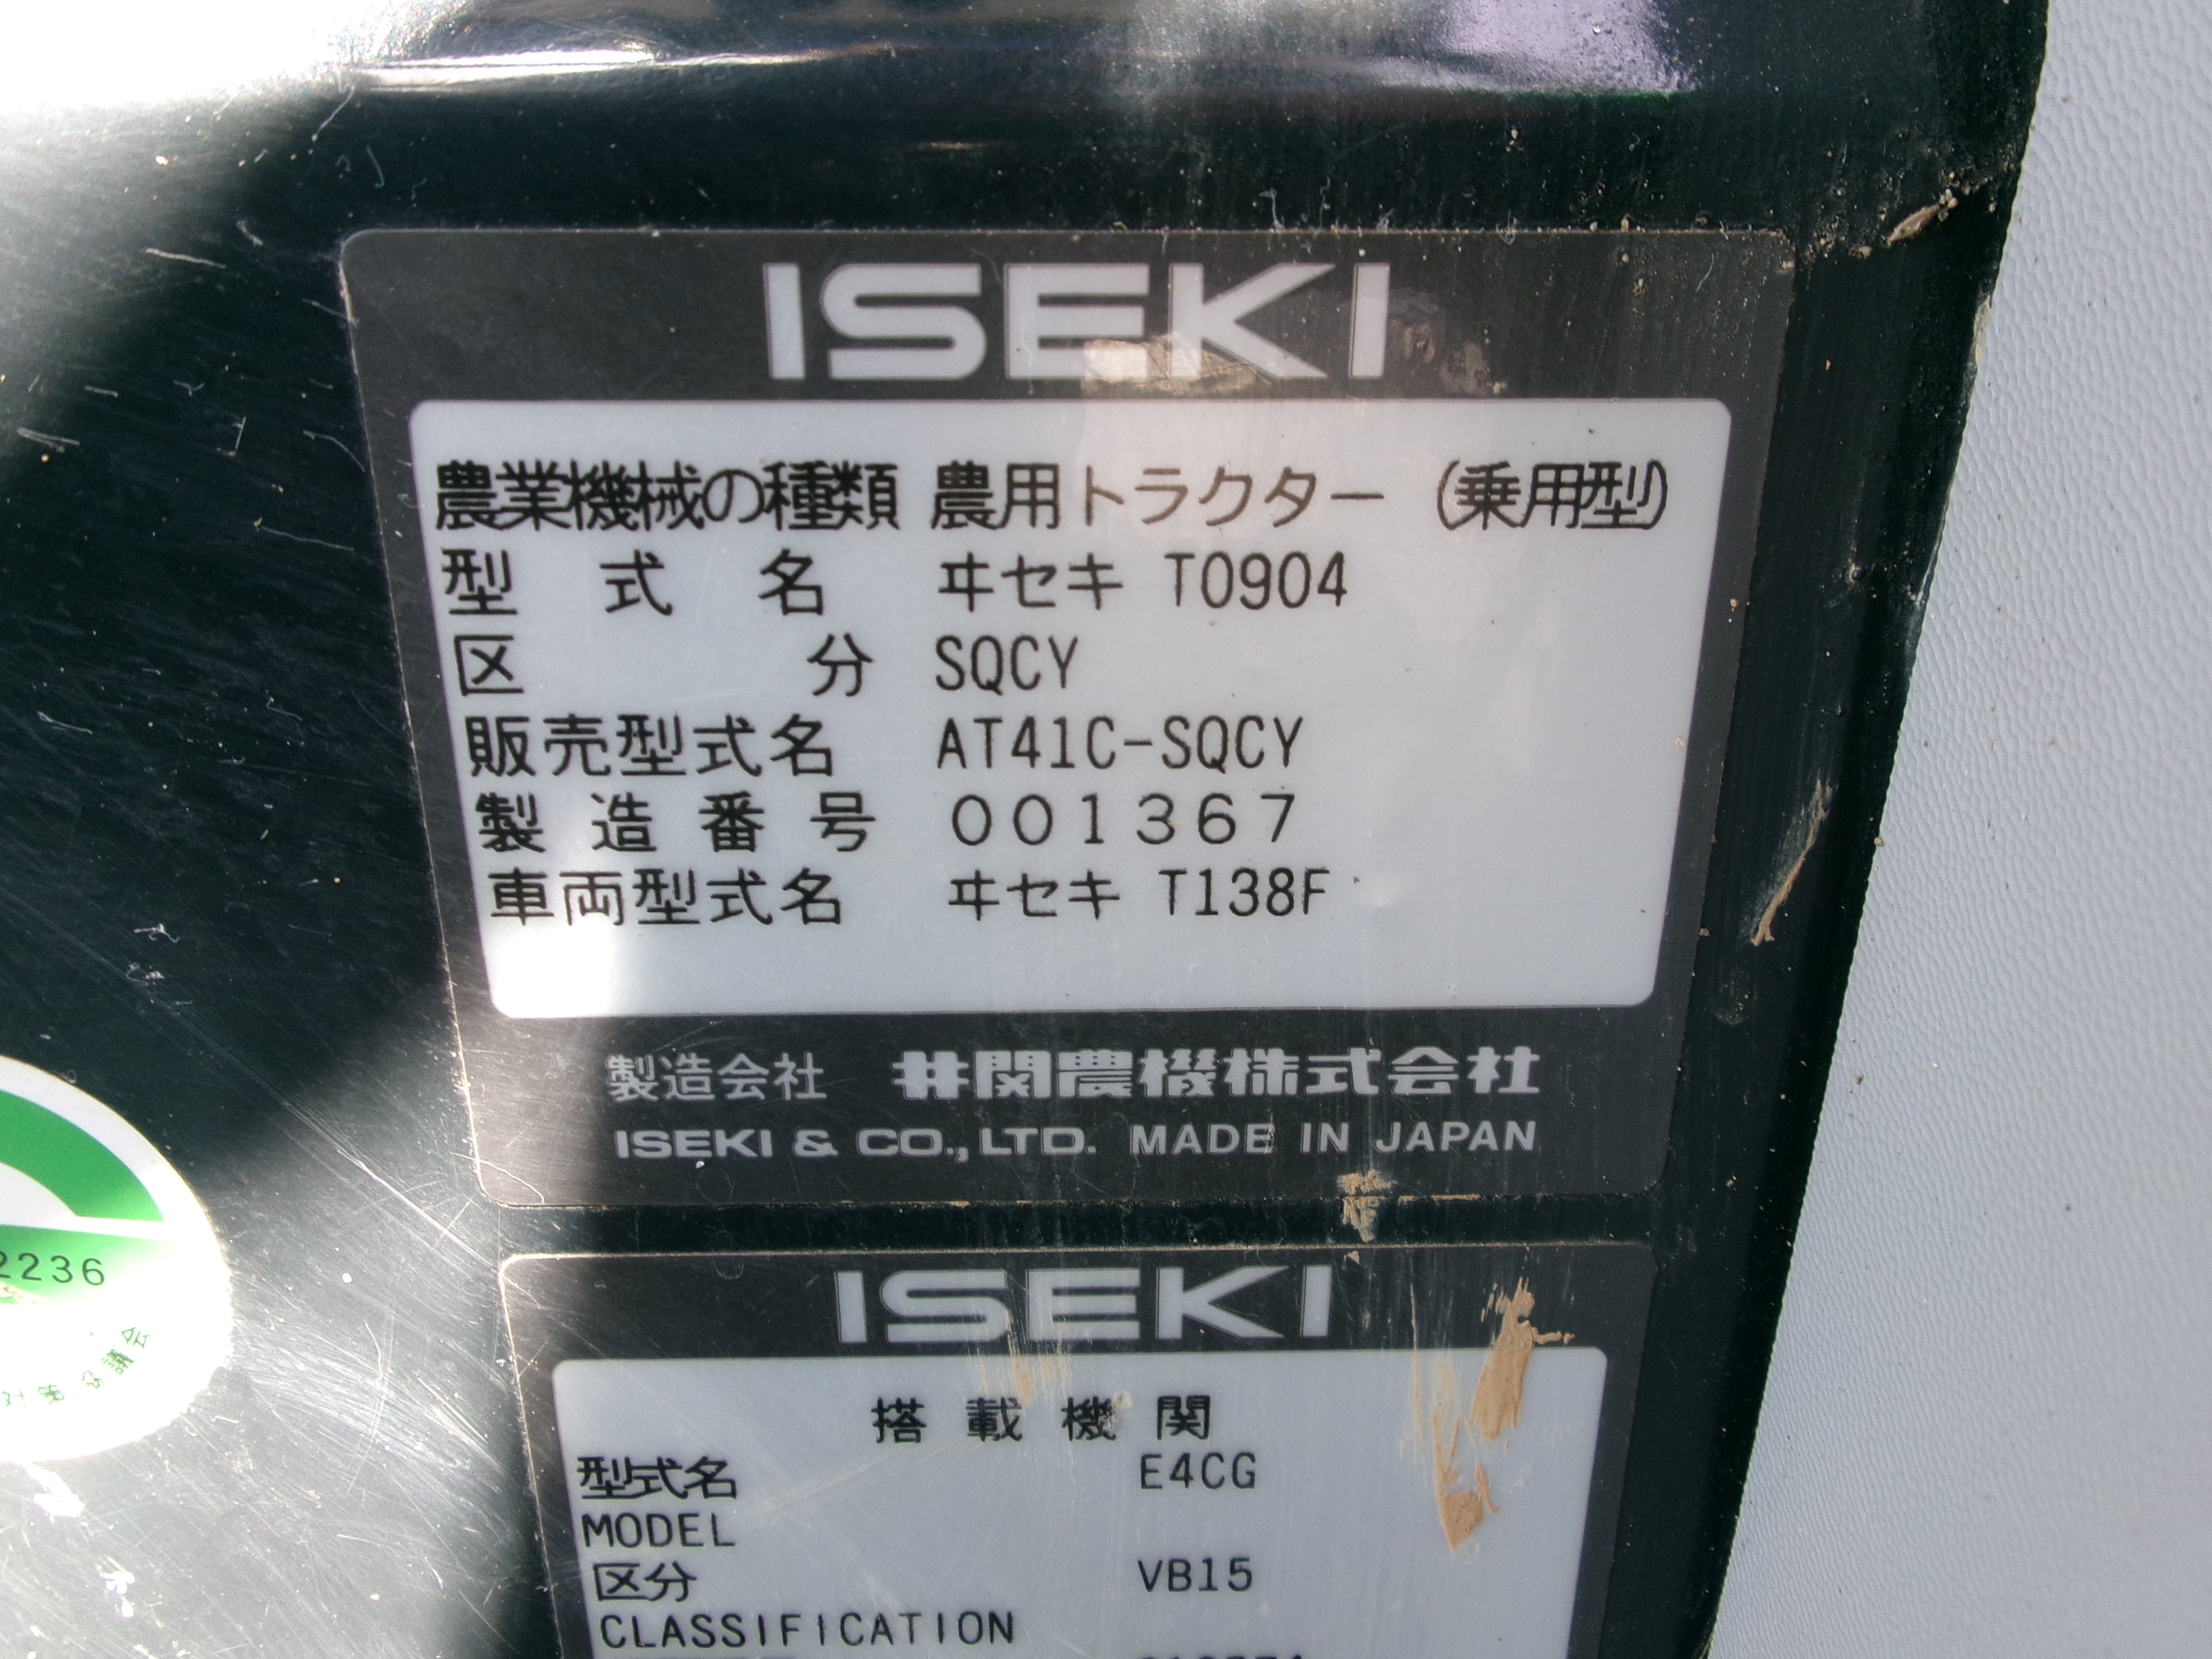 ISEKI
農業機械の種類 農用トラクター (乗用型)
型式名 ヰセキ T0904
区分 SQCY
販売型式名 AT41C-SQCY
製造番号 001367
車両型式名 ヰセキ T138F
製造会社 井関農機株式会社
ISEKI & CO., LTD. MADE IN JAPAN
2236
議会
ISEKI
搭載機関
型式名 E4CG
MODEL
区分 VB15
CLASSIFICATION